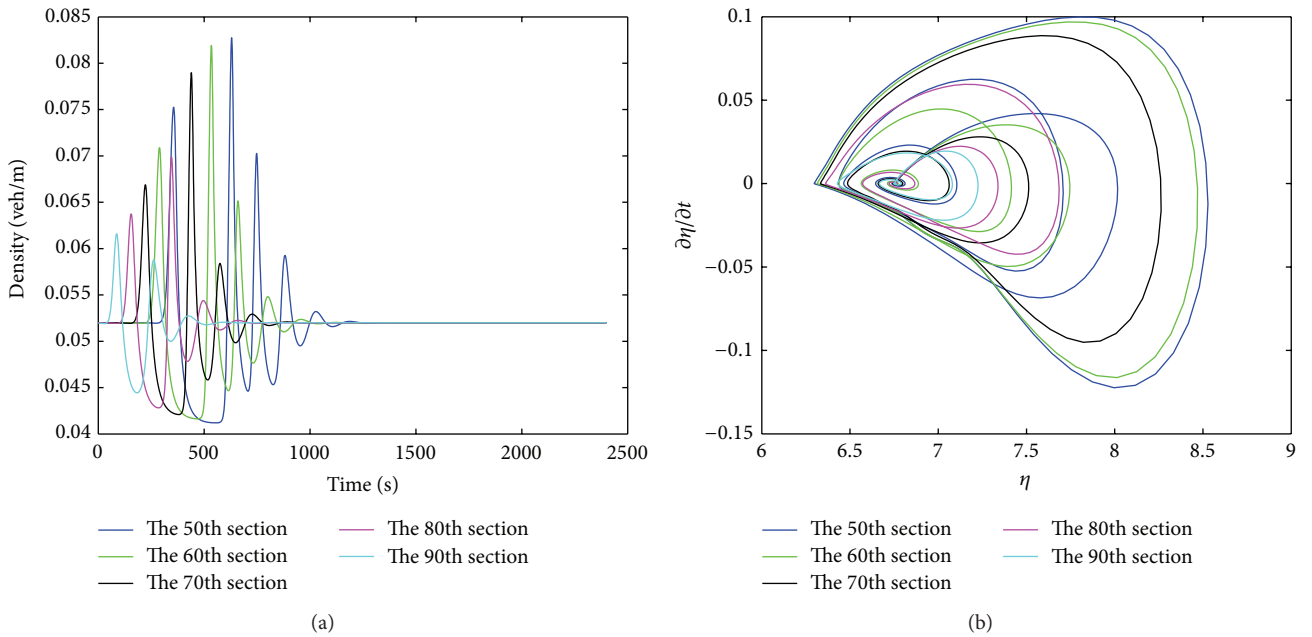 0.085
0.08
0.075
0.07
0.065
0.06
0.055
0.05
0.045
0.04
Density (veh/m)
0 500 1000 1500 2000 2500
Time (s)
The 50th section
The 60th section
The 70th section
The 80th section
The 90th section
(a)
0.1
0.05
0
−0.05
−0.1
−0.15
∂η/∂t
6 6.5 7 7.5 8 8.5 9
η
The 50th section
The 60th section
The 70th section
The 80th section
The 90th section
(b)